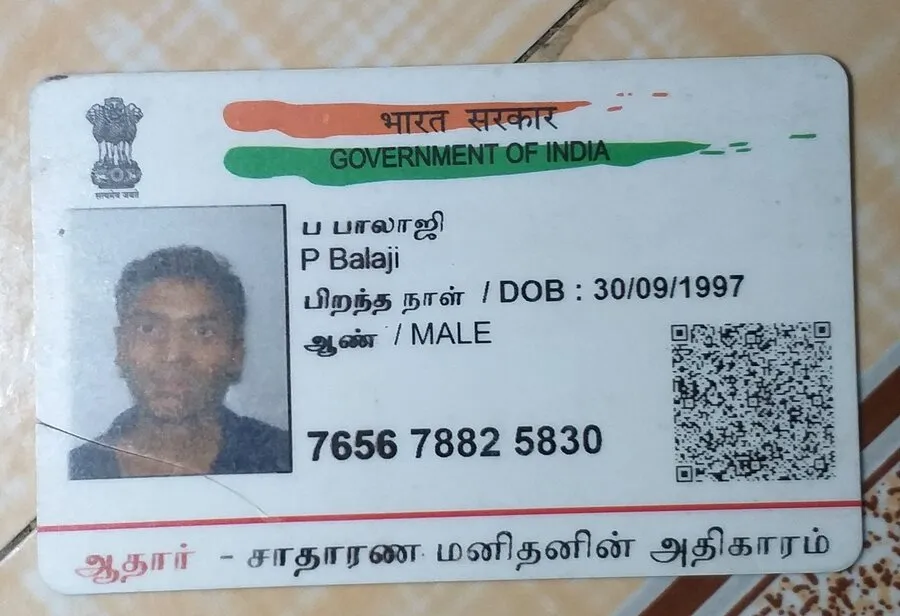 भारत सरकार
GOVERNMENT OF INDIA
सत्यमेव जयते
ப பாலாஜி
P Balaji
பிறந்த நாள் / DOB : 30/09/1997
ஆண் / MALE
7656 7882 5830
ஆதார் - சாதாரண மனிதனின் அதிகாரம்